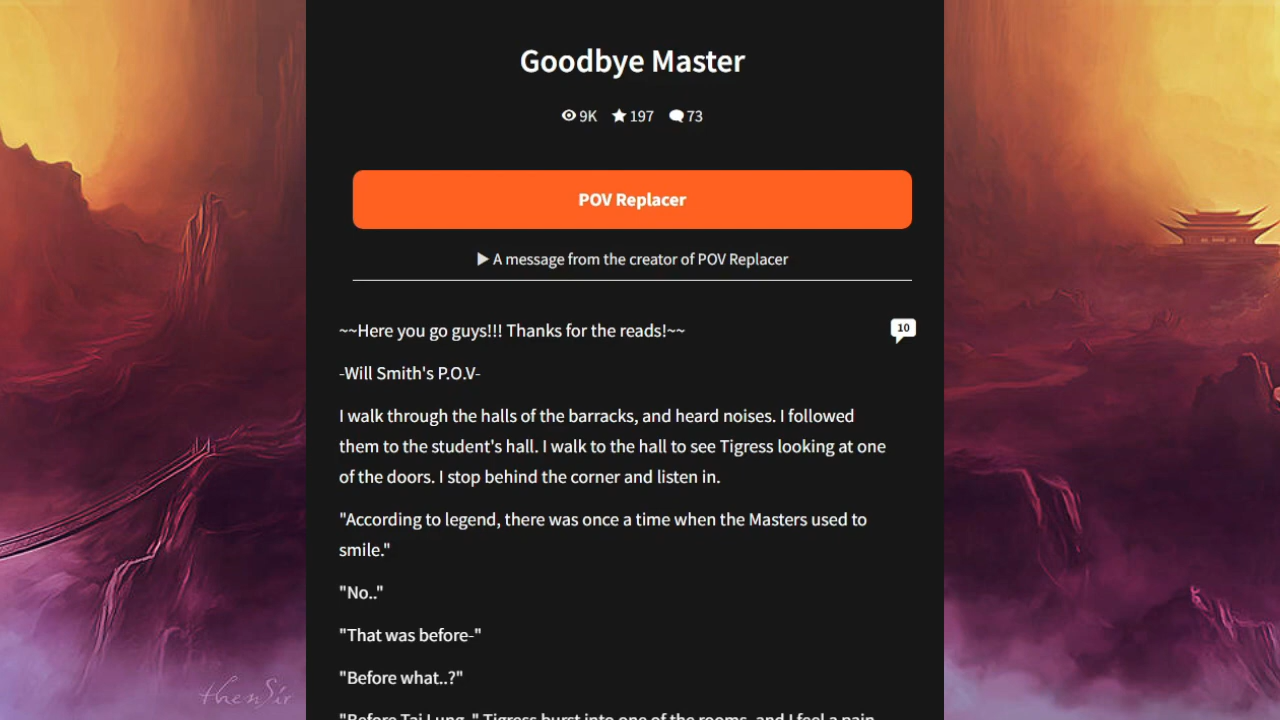 Goodbye Master
9K 197 73
POV Replacer
▶ A message from the creator of POV Replacer
~~Here you go guys!!! Thanks for the reads!~~
10
-Will Smith's P.O.V-
I walk through the halls of the barracks, and heard noises. I followed
them to the student's hall. I walk to the hall to see Tigress looking at one
of the doors. I stop behind the corner and listen in.
"According to legend, there was once a time when the Masters used to
smile."
"No.."
"That was before-"
"Before what..?"
"Before Tai Lung.." Tigress burst into one of the rooms, and I feel a pain